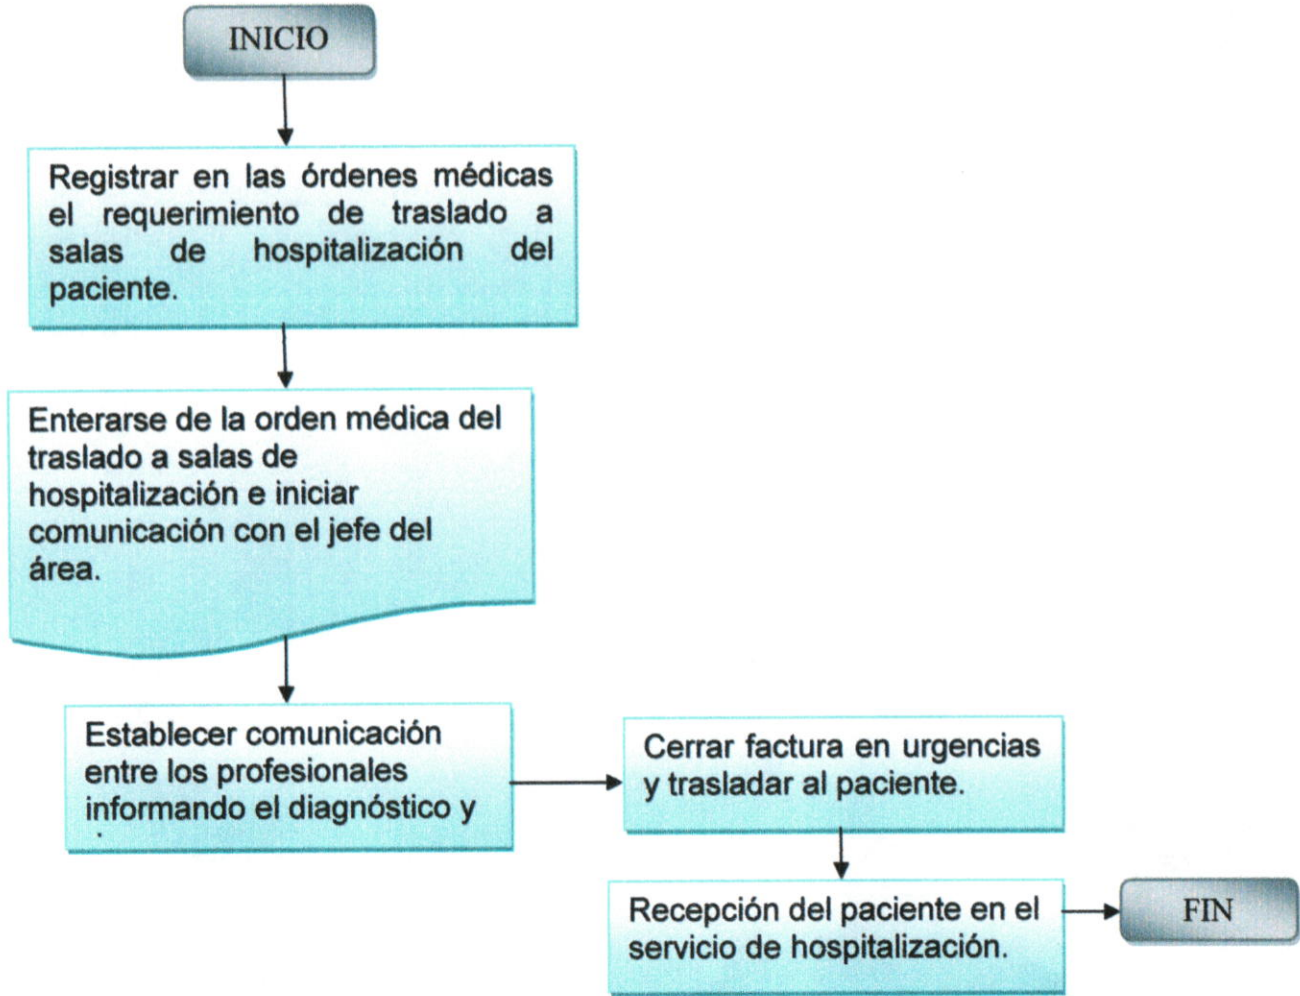 INICIO
Registrar en las órdenes médicas
el requerimiento de traslado a
salas de hospitalización del
paciente.
Enterarse de la orden médica del
traslado a salas de
hospitalización e iniciar
comunicación con el jefe del
área.
Establecer comunicación
entre los profesionales
informando el diagnóstico y
Cerrar factura en urgencias
y trasladar al paciente.
Recepción del paciente en el
servicio de hospitalización.
FIN